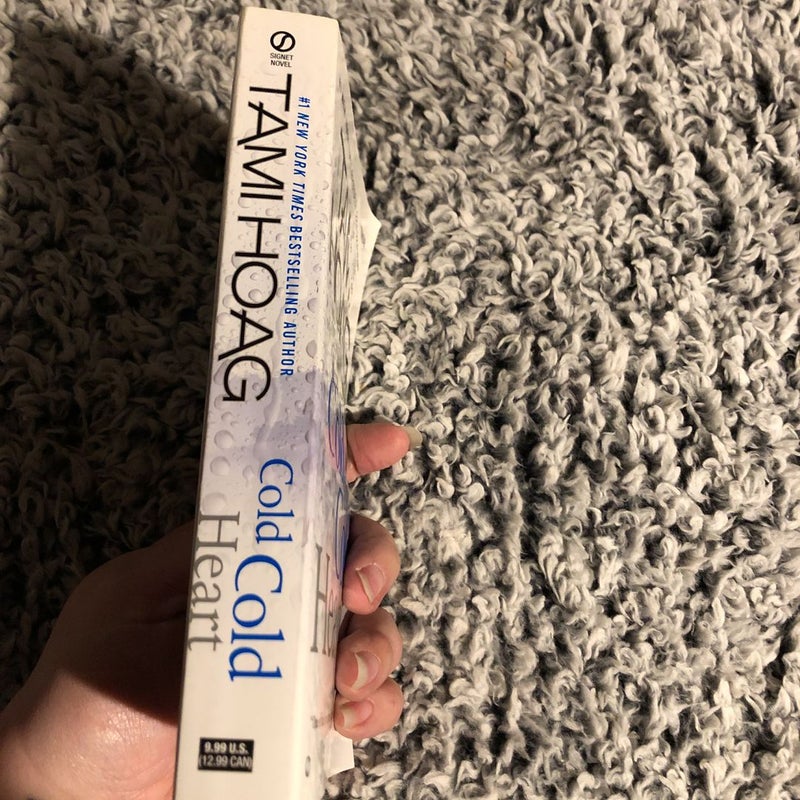 SIGNET
NOVEL
#1 NEW YORK TIMES BESTSELLING AUTHOR
TAMI HOAG
Cold Cold
Heart
9.99 U.S.
(12.99 CAN)